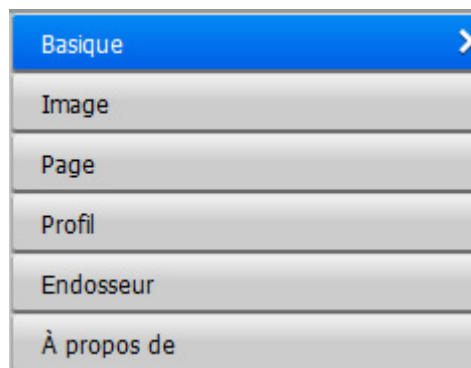 Basique
Image
Page
Profil
Endosseur
À propos de